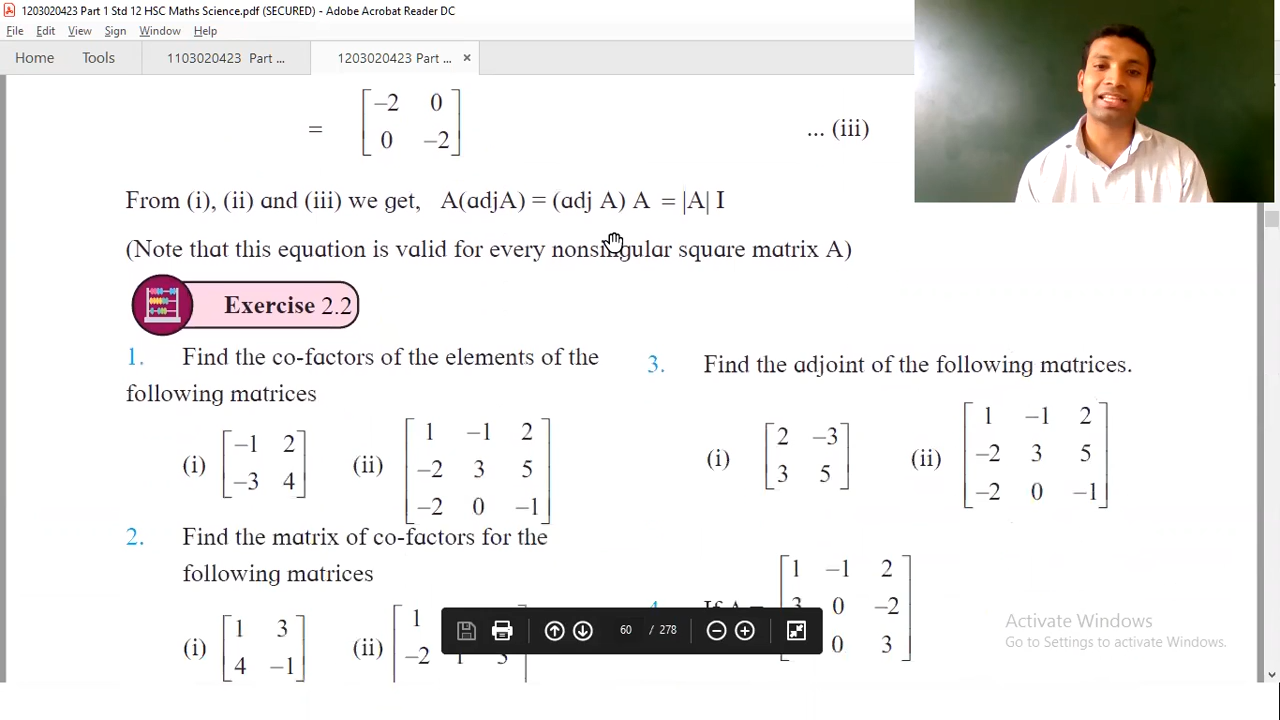 1203020423 Part 1 Std 12 HSC Maths Science.pdf (SECURED) - Adobe Acrobat Reader DC
File Edit View Sign Window Help
Home Tools 1103020423 Part ... 1203020423 Part ... ×
= [ −2 0 ; 0 −2 ] ... (iii)
From (i), (ii) and (iii) we get, A(adjA) = (adj A) A = |A| I
(Note that this equation is valid for every nonsingular square matrix A)
Exercise 2.2
1. Find the co-factors of the elements of the
following matrices
(i) [ −1 2 ; −3 4 ] (ii) [ 1 −1 2 ; −2 3 5 ; −2 0 −1 ]
2. Find the matrix of co-factors for the
following matrices
(i) [ 1 3 ; 4 −1 ] (ii) [ 1 ; −2 1 3
3. Find the adjoint of the following matrices.
(i) [ 2 −3 ; 3 5 ] (ii) [ 1 −1 2 ; −2 3 5 ; −2 0 −1 ]
4. If A = [ 1 −1 2 ; 3 0 −2 ; 0 3 ]
60 / 278
Activate Windows
Go to Settings to activate Windows.